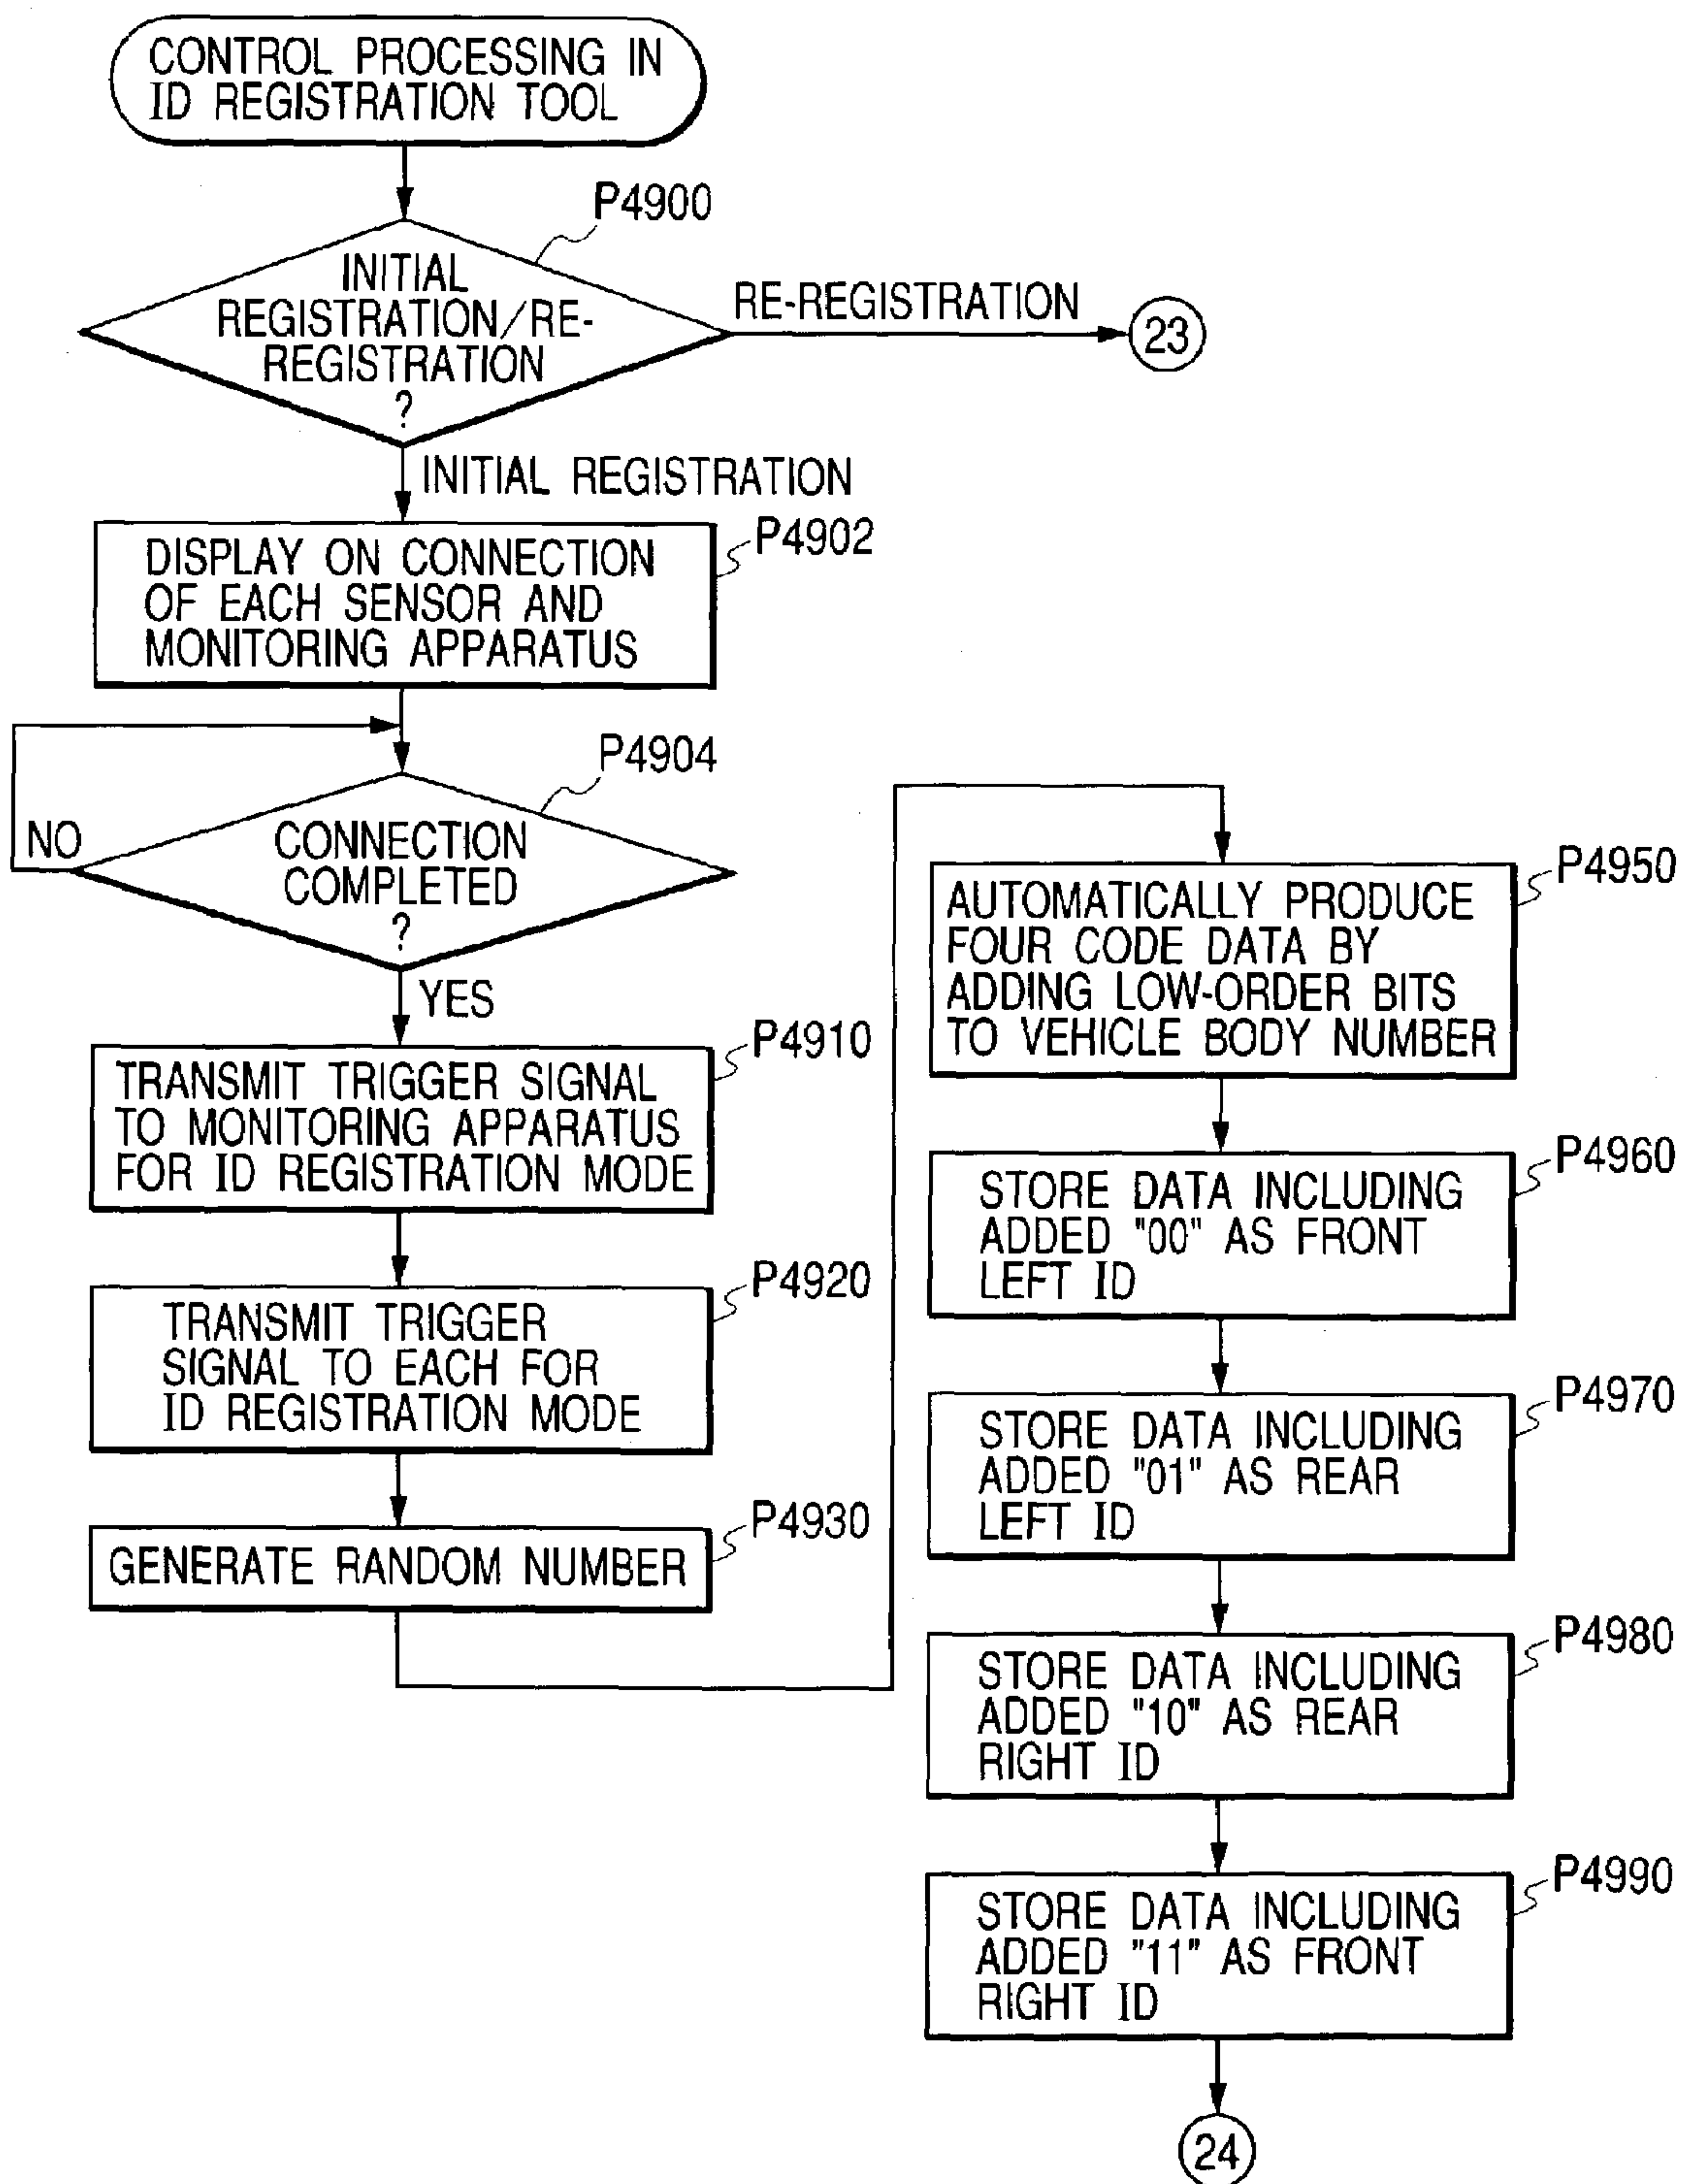 CONTROL PROCESSING IN
ID REGISTRATION TOOL
P4900
INITIAL
REGISTRATION/RE-
REGISTRATION
?
RE-REGISTRATION
23
INITIAL REGISTRATION
P4902
DISPLAY ON CONNECTION
OF EACH SENSOR AND
MONITORING APPARATUS
P4904
NO
CONNECTION
COMPLETED
?
YES
P4910
TRANSMIT TRIGGER SIGNAL
TO MONITORING APPARATUS
FOR ID REGISTRATION MODE
P4920
TRANSMIT TRIGGER
SIGNAL TO EACH FOR
ID REGISTRATION MODE
P4930
GENERATE RANDOM NUMBER
P4950
AUTOMATICALLY PRODUCE
FOUR CODE DATA BY
ADDING LOW-ORDER BITS
TO VEHICLE BODY NUMBER
P4960
STORE DATA INCLUDING
ADDED "00" AS FRONT
LEFT ID
P4970
STORE DATA INCLUDING
ADDED "01" AS REAR
LEFT ID
P4980
STORE DATA INCLUDING
ADDED "10" AS REAR
RIGHT ID
P4990
STORE DATA INCLUDING
ADDED "11" AS FRONT
RIGHT ID
24